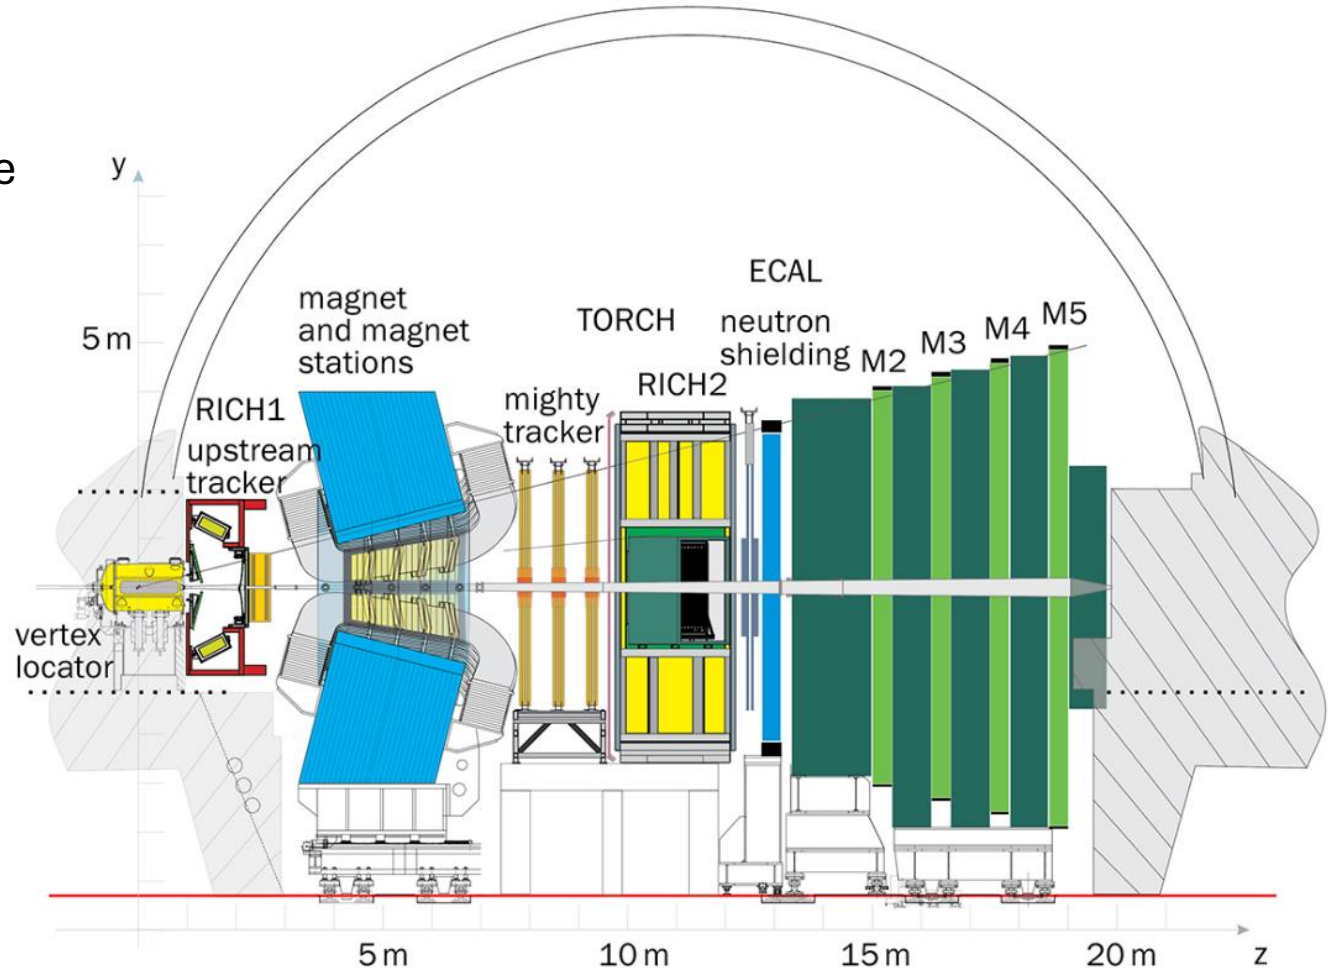 e
y
5 m
magnet
and magnet
stations
RICH1
upstream
tracker
vertex
locator
mighty
tracker
TORCH
RICH2
ECAL
neutron
shielding
M2
M3
M4
M5
5 m
10 m
15 m
20 m
z